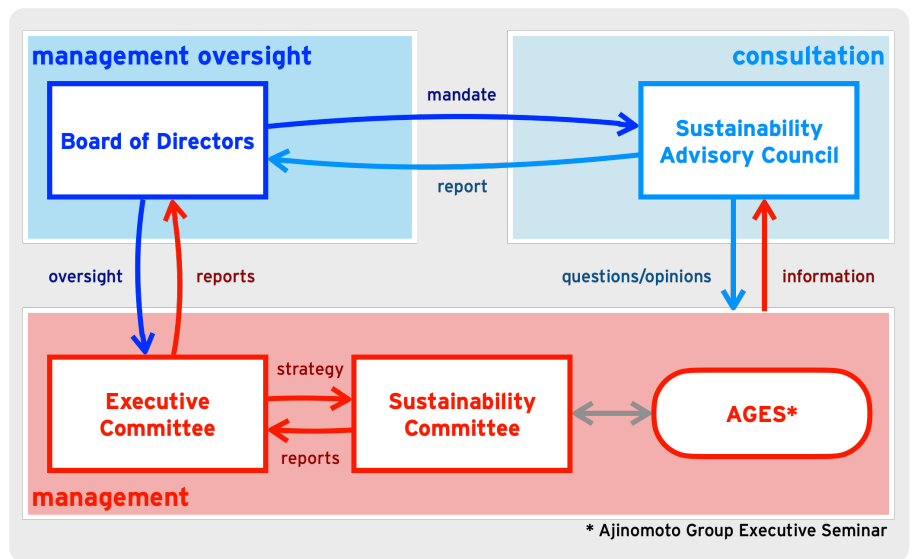 management oversight
consultation
Board of Directors
mandate
Sustainability
Advisory Council
report
oversight
reports
questions/opinions
information
Executive
Committee
strategy
reports
Sustainability
Committee
AGES*
management
* Ajinomoto Group Executive Seminar